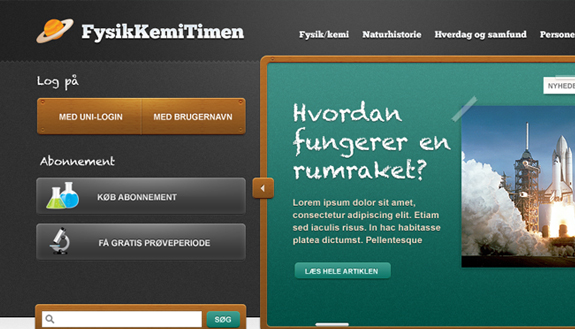 FysikKemiTimen
Fysik/kemi Naturhistorie Hverdag og samfund Persone
Log på
MED UNI-LOGIN MED BRUGERNAVN
Abonnement
KØB ABONNEMENT
FÅ GRATIS PRØVEPERIODE
SØG
NYHEDE
Hvordan
fungerer en
rumraket?
Lorem ipsum dolor sit amet,
consectetur adipiscing elit. Etiam
sed iaculis risus. In hac habitasse
platea dictumst. Pellentesque
LÆS HELE ARTIKLEN